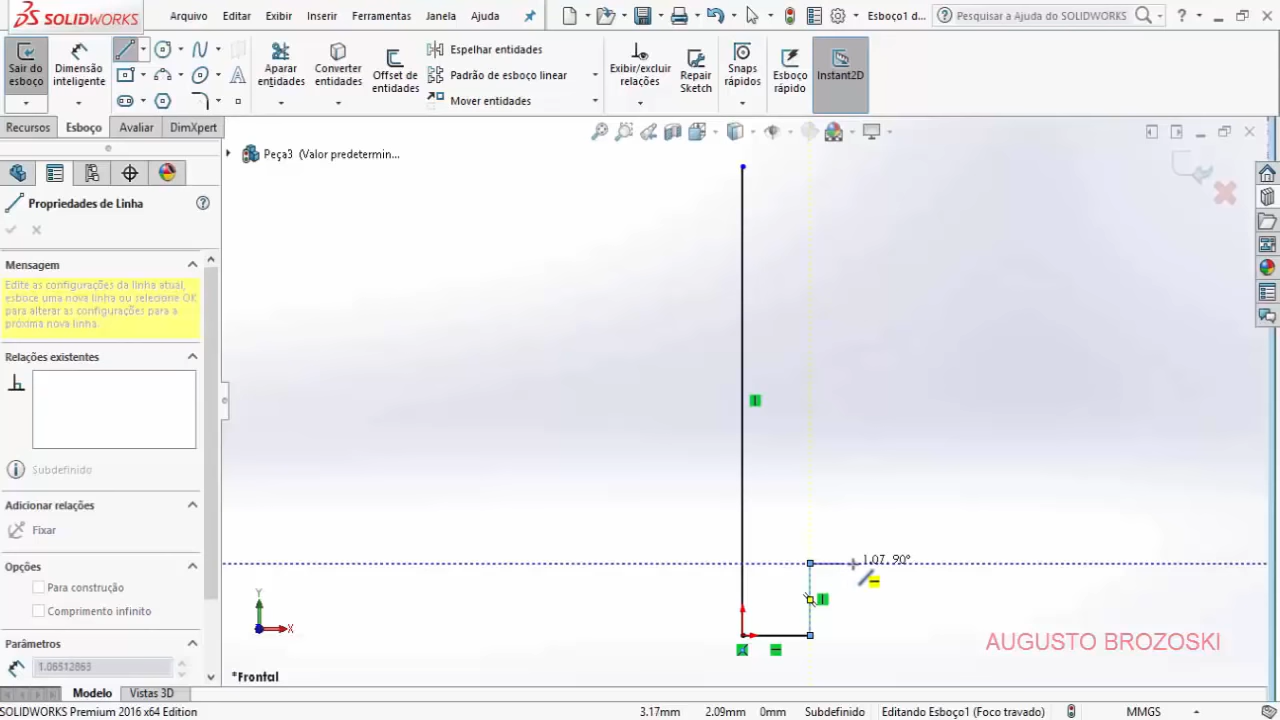 SOLIDWORKS
Arquivo
Editar
Exibir
Inserir
Ferramentas
Janela
Ajuda
Esboço1 d...
Pesquisar a Ajuda do SOLIDWORKS
Sair do esboço
Dimensão inteligente
Aparar entidades
Converter entidades
Offset de entidades
Espelhar entidades
Padrão de esboço linear
Mover entidades
Exibir/excluir relações
Repair Sketch
Snaps rápidos
Esboço rápido
Instant2D
Recursos
Esboço
Avaliar
DimXpert
Peça3 (Valor predetermin...
Propriedades de Linha
Mensagem
Edite as configurações da linha atual,
esboce uma nova linha ou selecione OK
para alterar as configurações para a
próxima nova linha.
Relações existentes
Subdefinido
Adicionar relações
Fixar
Opções
Para construção
Comprimento infinito
Parâmetros
1.06512863
1.07, 90°
Y
X
*Frontal
AUGUSTO BROZOSKI
Modelo
Vistas 3D
SOLIDWORKS Premium 2016 x64 Edition
3.17mm
2.09mm
0mm
Subdefinido
Editando Esboço1 (Foco travado)
MMGS